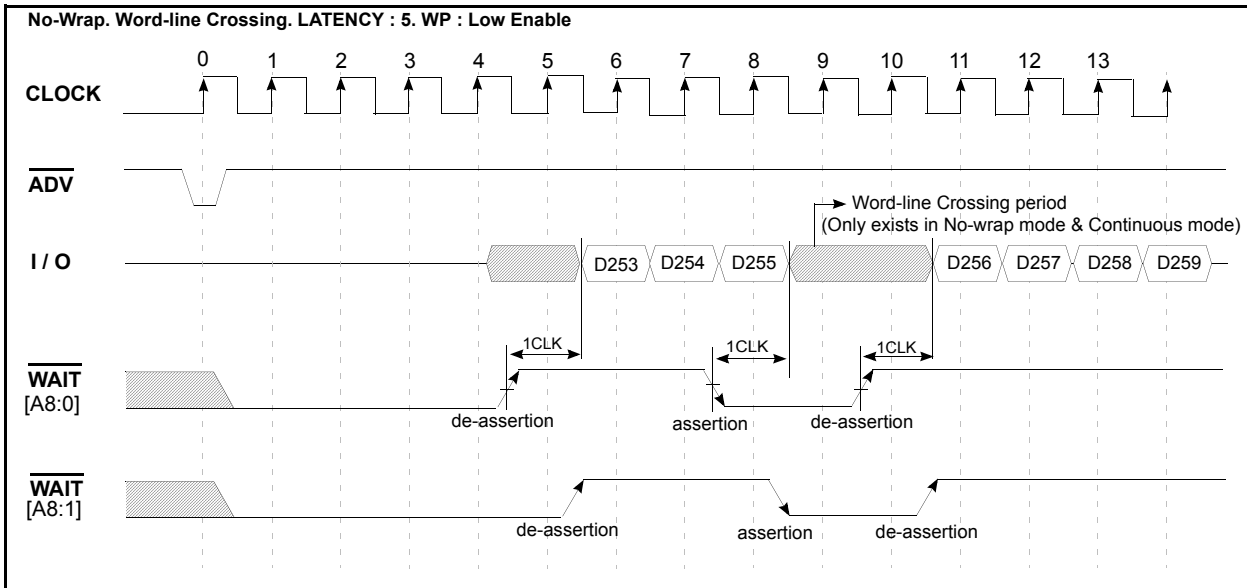 No-Wrap. Word-line Crossing. LATENCY : 5. WP : Low Enable
0 1 2 3 4 5 6 7 8 9 10 11 12 13
CLOCK
ADV
Word-line Crossing period
(Only exists in No-wrap mode & Continuous mode)
I / O
D253 D254 D255 D256 D257 D258 D259
1CLK 1CLK 1CLK
WAIT
[A8:0]
de-assertion assertion de-assertion
WAIT
[A8:1]
de-assertion assertion de-assertion